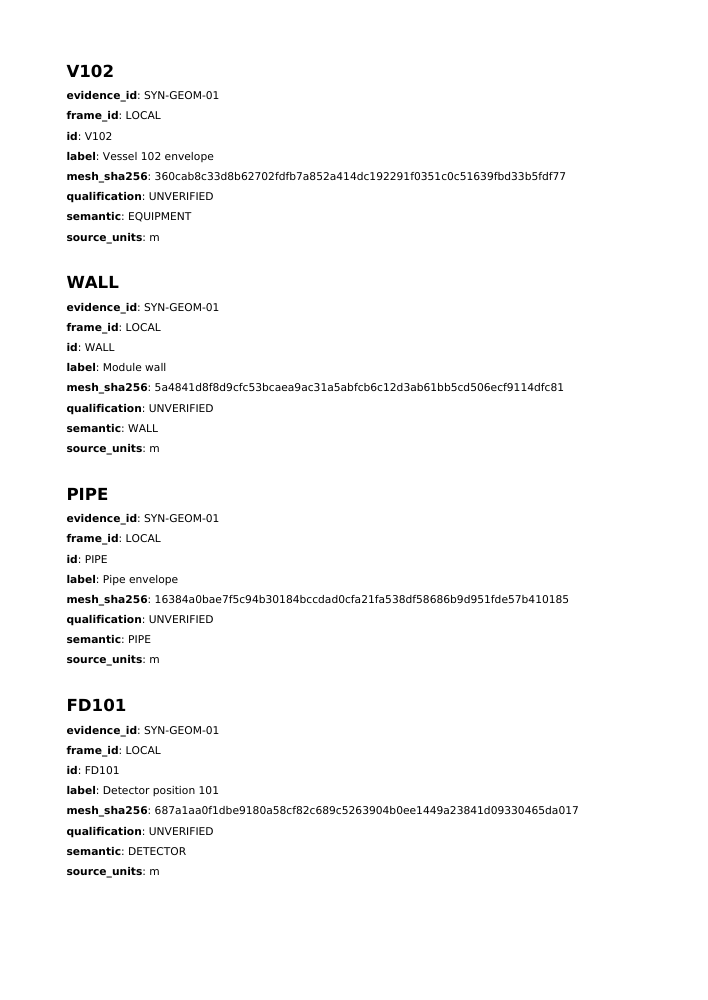 V102
evidence_id: SYN-GEOM-01
frame_id: LOCAL
id: V102
label: Vessel 102 envelope
mesh_sha256: 360cab8c33d8b62702fdfb7a852a414dc192291f0351c0c51639fbd33b5fdf77
qualification: UNVERIFIED
semantic: EQUIPMENT
source_units: m
WALL
evidence_id: SYN-GEOM-01
frame_id: LOCAL
id: WALL
label: Module wall
mesh_sha256: 5a4841d8f8d9cfc53bcaea9ac31a5abfcb6c12d3ab61bb5cd506ecf9114dfc81
qualification: UNVERIFIED
semantic: WALL
source_units: m
PIPE
evidence_id: SYN-GEOM-01
frame_id: LOCAL
id: PIPE
label: Pipe envelope
mesh_sha256: 16384a0bae7f5c94b30184bccdad0cfa21fa538df58686b9d951fde57b410185
qualification: UNVERIFIED
semantic: PIPE
source_units: m
FD101
evidence_id: SYN-GEOM-01
frame_id: LOCAL
id: FD101
label: Detector position 101
mesh_sha256: 687a1aa0f1dbe9180a58cf82c689c5263904b0ee1449a23841d09330465da017
qualification: UNVERIFIED
semantic: DETECTOR
source_units: m